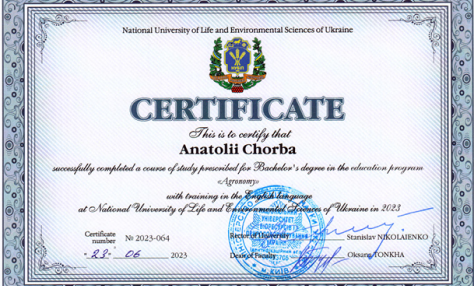 National University of Life and Environmental Sciences of Ukraine
CERTIFICATE
This is to certify that
Anatolii Chorba
successfully completed a course of study prescribed for Bachelor's degree in the education program
«Agronomy»
with training in the English language
at National University of Life and Environmental Sciences of Ukraine in 2023
Certificate number № 2023-064
Rector of University Stanislav NIKOLAIENKO
"23" 06 2023
Dean of Faculty Oksana TONKHA
УНІВЕРСИТЕТ
М. КИЇВ